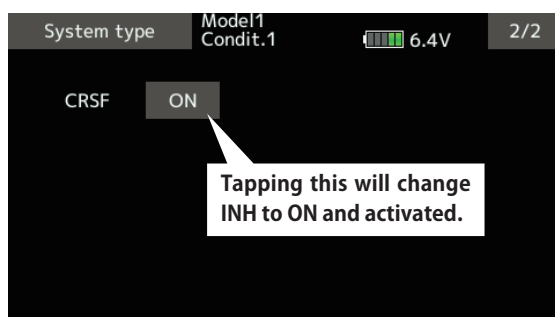 System type
Model1
Condit.1
6.4V
2/2
CRSF
ON
Tapping this will change
INH to ON and activated.